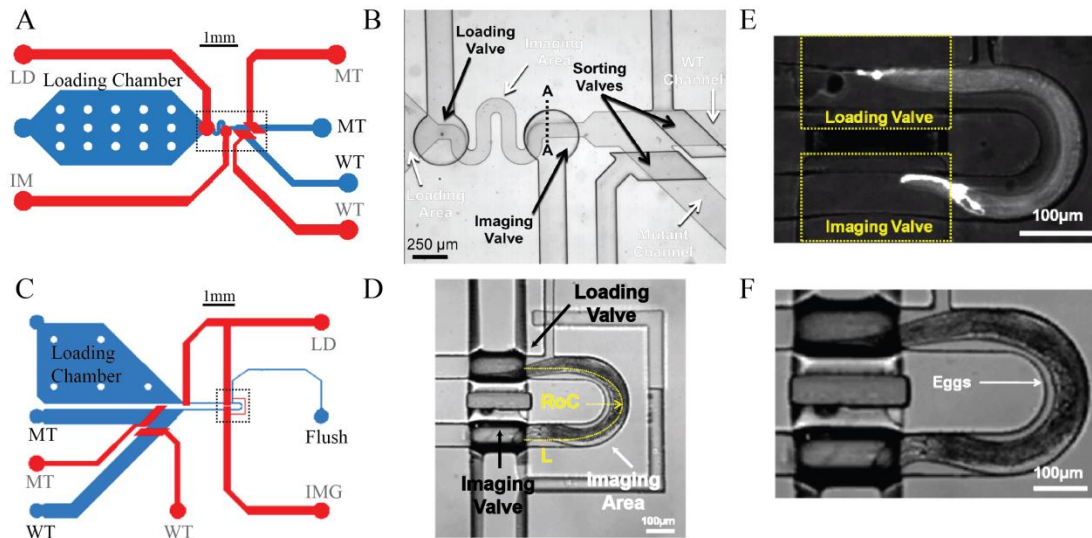 A
1mm
LD
MT
Loading Chamber
MT
WT
IM
WT
B
Loading
Valve
Imaging
Area
A
Sorting
Valves
WT
Channel
A
Loading
Area
Imaging
Valve
Mutant
Channel
250 µm
C
1mm
Loading
Chamber
LD
MT
Flush
MT
IMG
WT
WT
D
Loading
Valve
RoC
L
Imaging
Valve
Imaging
Area
100µm
E
Loading Valve
Imaging Valve
100µm
F
Eggs
100µm